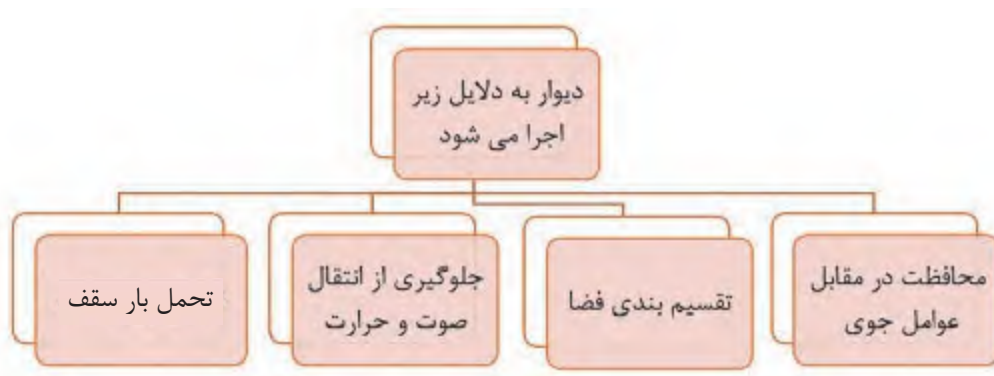 دیوار به دلایل زیر
اجرا می شود
محافظت در مقابل
عوامل جوی
تقسیم بندی فضا
جلوگیری از انتقال
صوت و حرارت
تحمل بار سقف